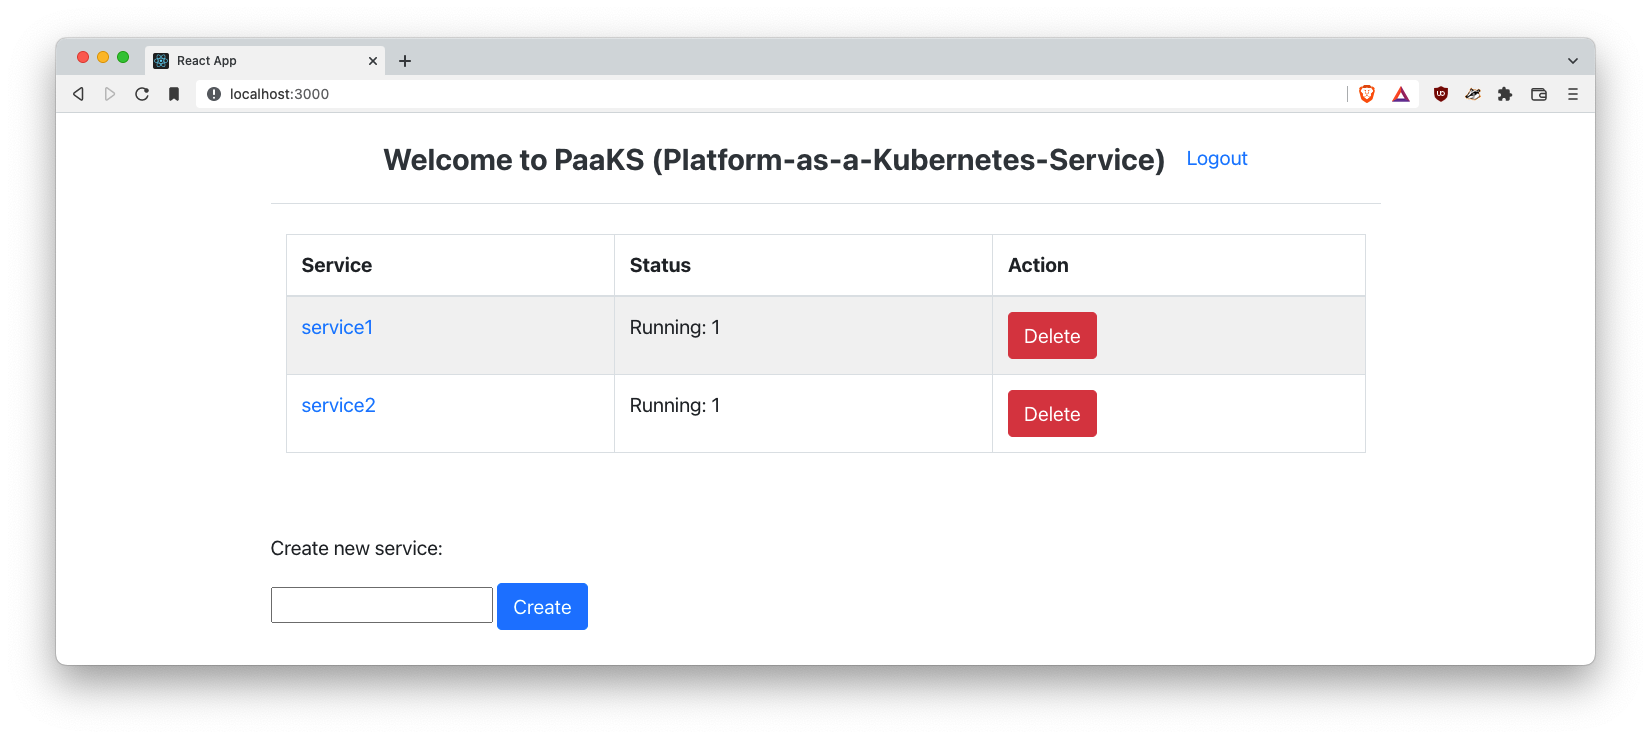 React App
localhost:3000
Welcome to PaaKS (Platform-as-a-Kubernetes-Service) Logout
Service Status Action
service1 Running: 1 Delete
service2 Running: 1 Delete
Create new service:
Create